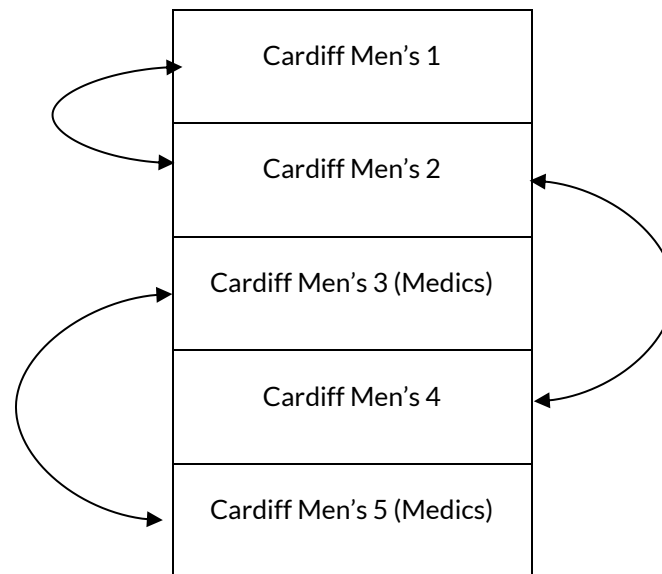 Cardiff Men’s 1
Cardiff Men’s 2
Cardiff Men’s 3 (Medics)
Cardiff Men’s 4
Cardiff Men’s 5 (Medics)